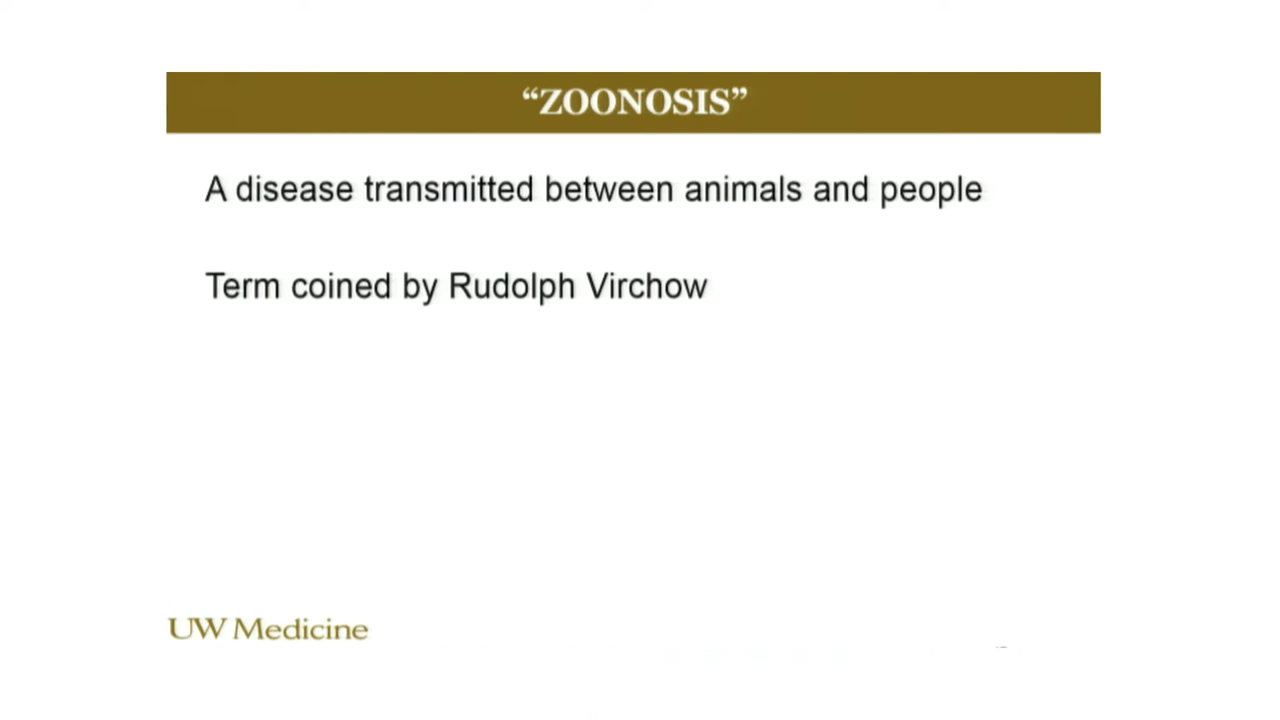 “ZOONOSIS”
A disease transmitted between animals and people
Term coined by Rudolph Virchow
UW Medicine